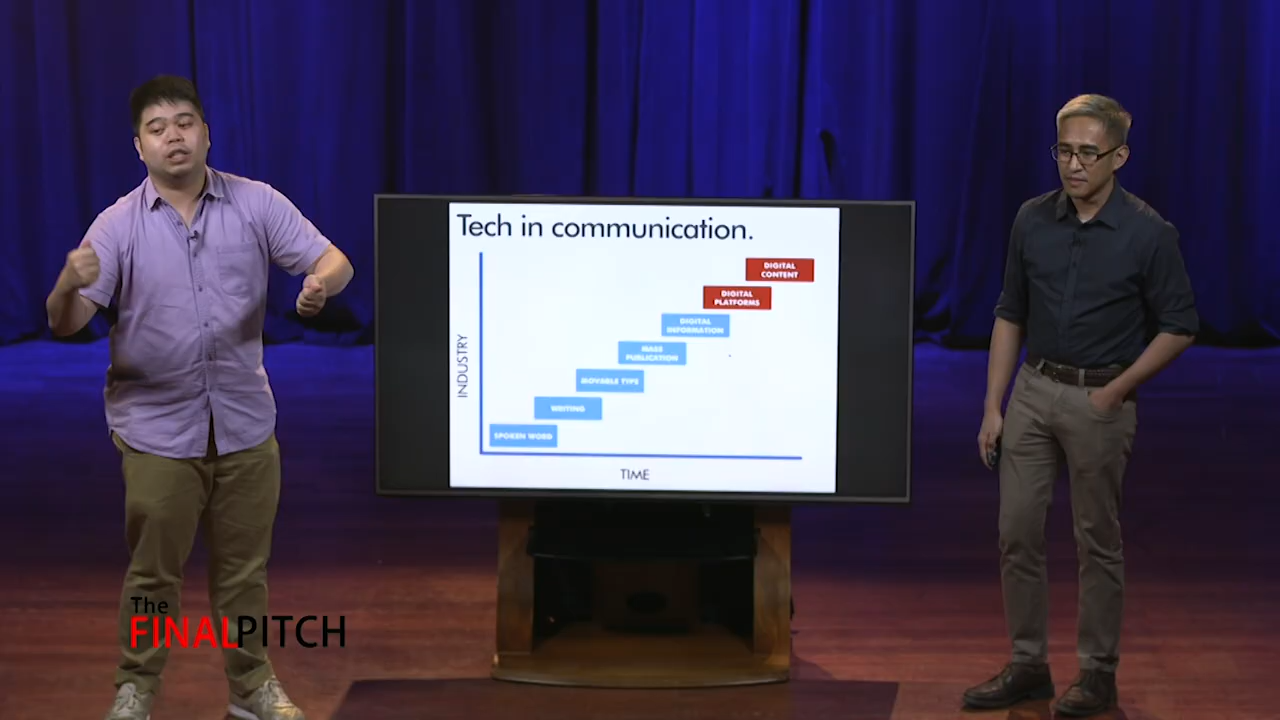 Tech in communication.
DIGITAL
CONTENT
DIGITAL
PLATFORMS
DIGITAL
INFORMATION
MASS
PUBLICATION
MOVABLE TYPE
WRITING
SPOKEN WORD
INDUSTRY
TIME
The
FINALPITCH